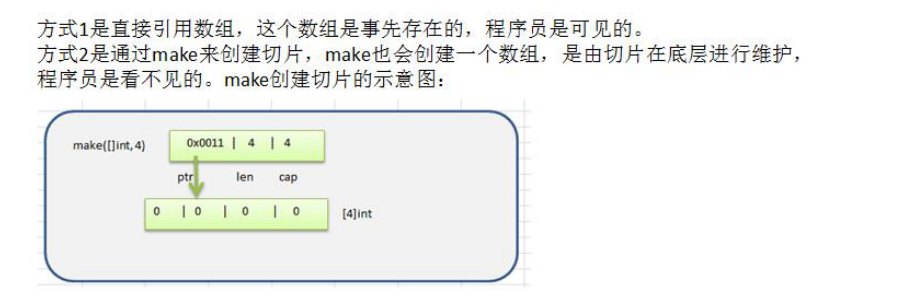 方式1是直接引用数组，这个数组是事先存在的，程序员是可见的。
方式2是通过make来创建切片，make也会创建一个数组，是由切片在底层进行维护，
程序员是看不见的。make创建切片的示意图：
make([]int,4) 0x0011 | 4 | 4
ptr len cap
0 | 0 | 0 | 0 [4]int